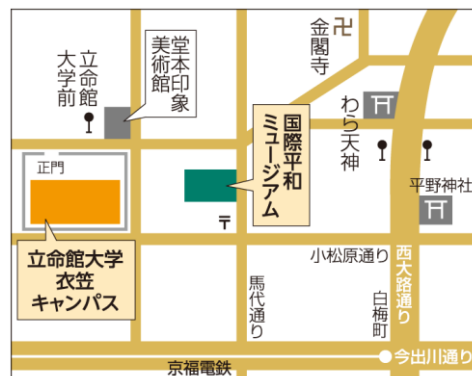 立命館
大学前
堂本印象
美術館
金閣寺
卍
わら天神
国際平和
ミュージアム
正門
平野神社
〒
立命館大学
衣笠
キャンパス
小松原通り
馬代通り
白梅町
西大路通り
今出川通り
京福電鉄